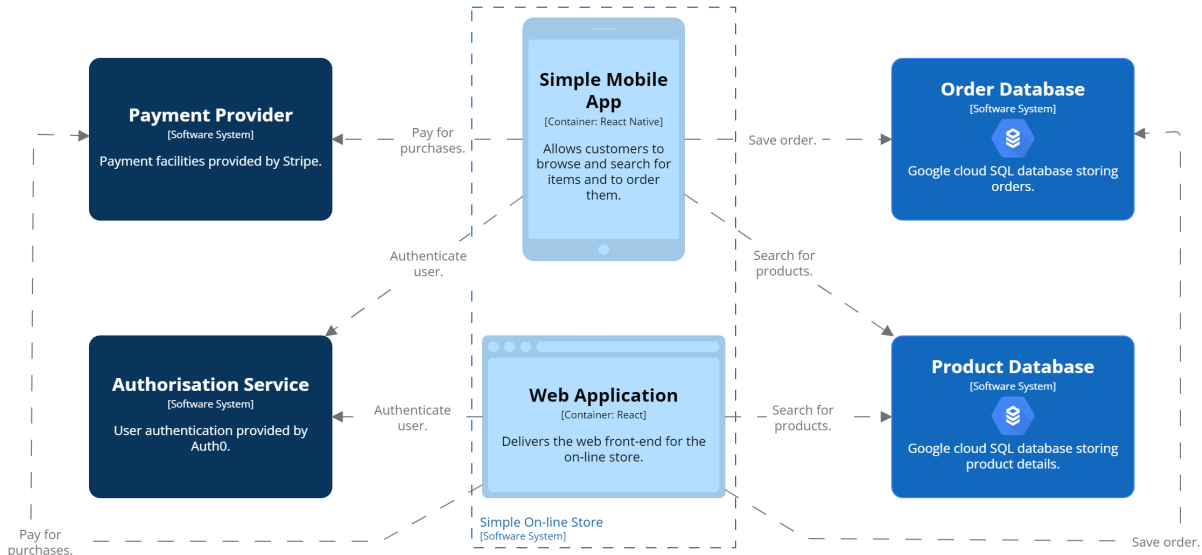 Payment Provider
[Software System]
Payment facilities provided by Stripe.
Pay for
purchases.
Simple Mobile
App
[Container: React Native]
Allows customers to
browse and search for
items and to order
them.
Save order.
Order Database
[Software System]
Google cloud SQL database storing
orders.
Authenticate
user.
Search for
products.
Authorisation Service
[Software System]
User authentication provided by
Auth0.
Authenticate
user.
Web Application
[Container: React]
Delivers the web front-end for the
on-line store.
Search for
products.
Product Database
[Software System]
Google cloud SQL database storing
product details.
Simple On-line Store
[Software System]
Pay for
purchases.
Save order.